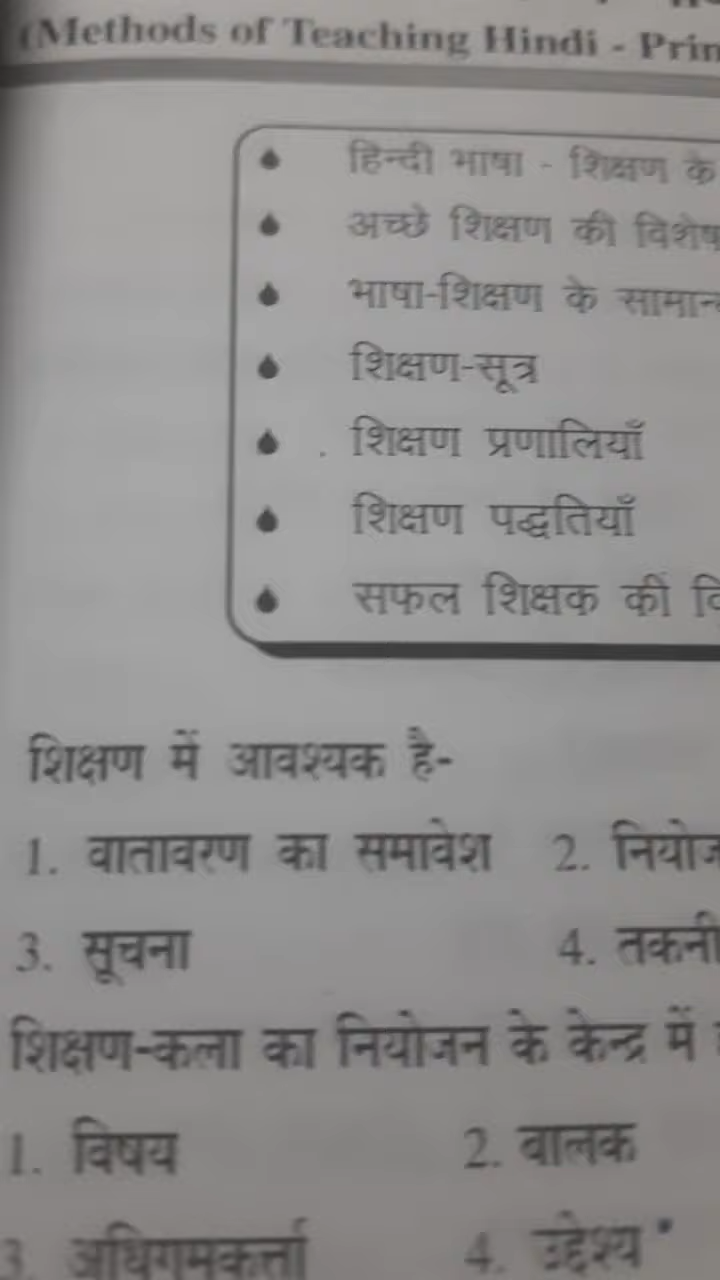 (Methods of Teaching Hindi - Prin
हिन्दी भाषा - शिक्षण के
अच्छे शिक्षण की विशेष
भाषा-शिक्षण के सामान्
शिक्षण-सूत्र
शिक्षण प्रणालियाँ
शिक्षण पद्धतियाँ
सफल शिक्षक की वि
शिक्षण में आवश्यक है-
1. वातावरण का समावेश 2. नियोज
3. सूचना 4. तकनी
शिक्षण-कला का नियोजन के केन्द्र में
1. विषय 2. बालक
3. अधिगमकर्त्ता 4. उद्देश्य